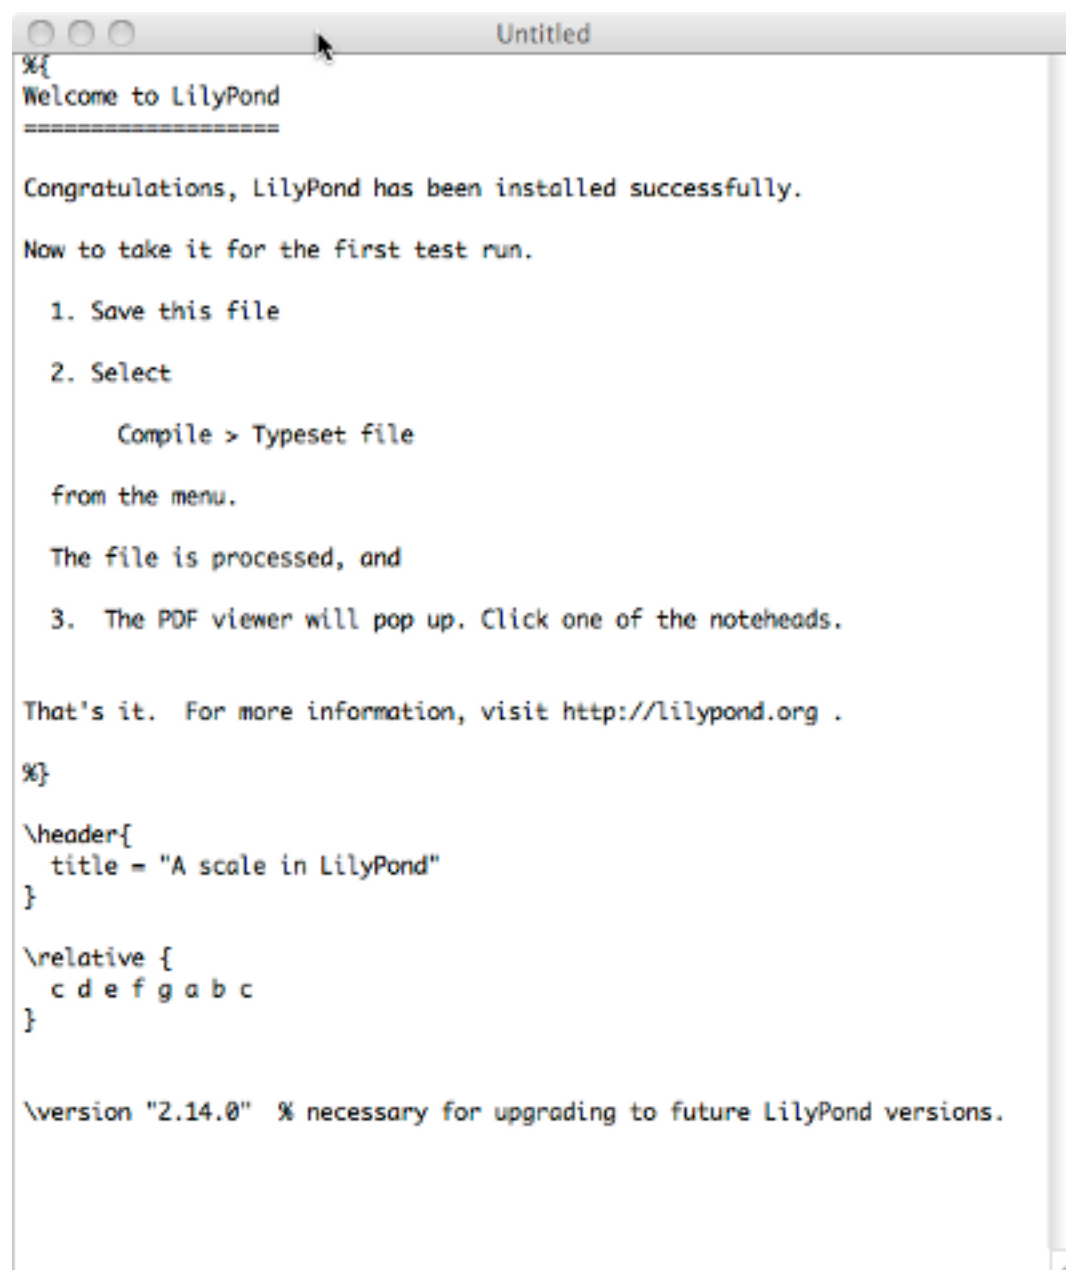 Untitled
%{
Welcome to LilyPond
===================
Congratulations, LilyPond has been installed successfully.
Now to take it for the first test run.
1. Save this file
2. Select
Compile > Typeset file
from the menu.
The file is processed, and
3.  The PDF viewer will pop up. Click one of the noteheads.
That's it.  For more information, visit http://lilypond.org .
%}
\header{
title = "A scale in LilyPond"
}
\relative {
c d e f g a b c
}
\version "2.14.0"  % necessary for upgrading to future LilyPond versions.